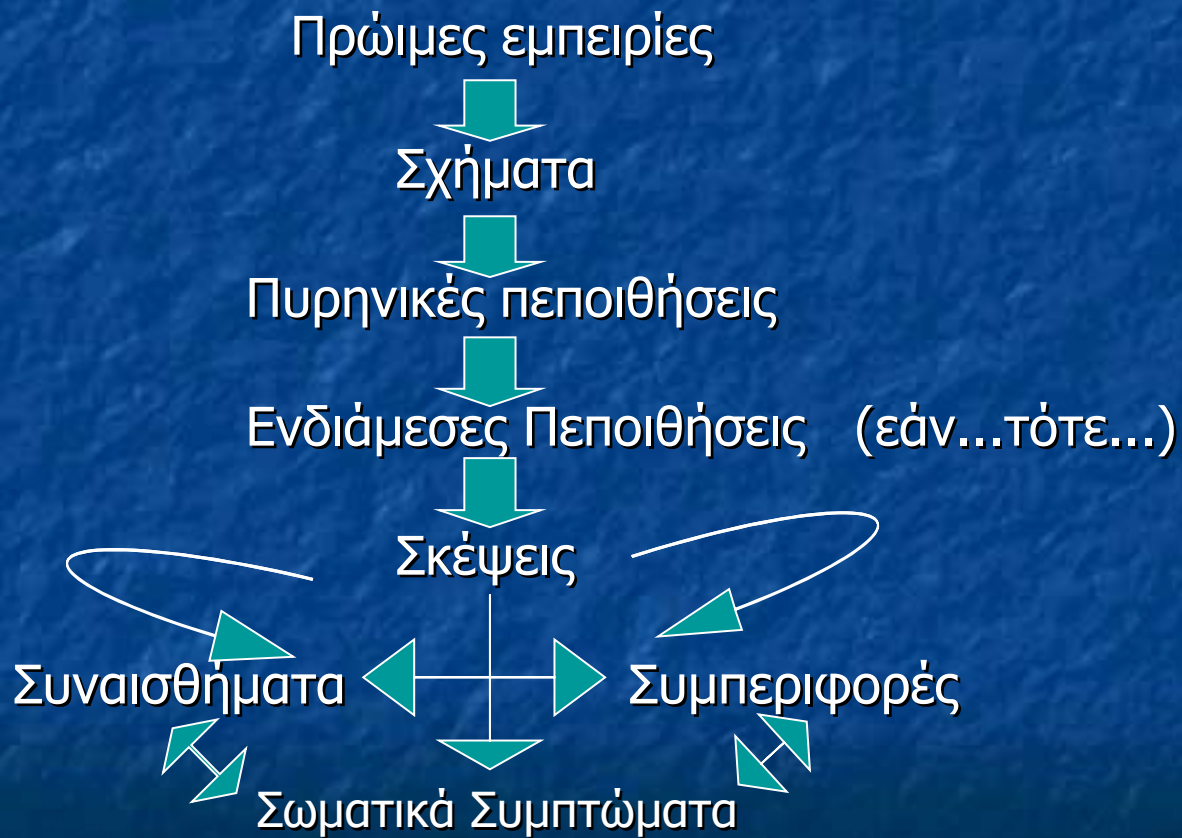 Πρώιμες εμπειρίες
Σχήματα
Πυρηνικές πεποιθήσεις
Ενδιάμεσες Πεποιθήσεις (εάν...τότε...)
Σκέψεις
Συναισθήματα Συμπεριφορές
Σωματικά Συμπτώματα